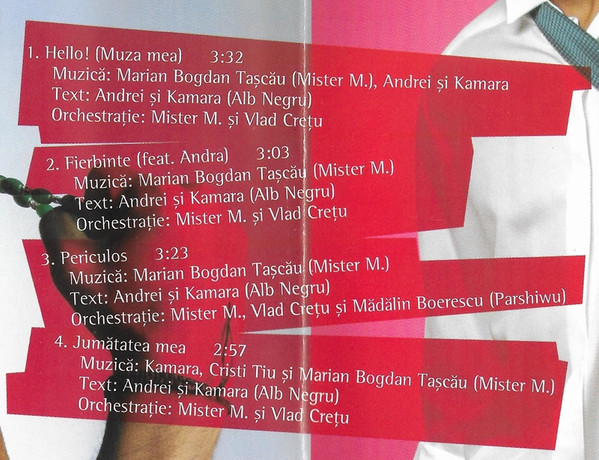 1. Hello! (Muza mea) 3:32
Muzică: Marian Bogdan Tașcău (Mister M.), Andrei și Kamara
Text: Andrei și Kamara (Alb Negru)
Orchestrație: Mister M. și Vlad Crețu
2. Fierbinte (feat. Andra) 3:03
Muzică: Marian Bogdan Tașcău (Mister M.)
Text: Andrei și Kamara (Alb Negru)
Orchestrație: Mister M. și Vlad Crețu
3. Periculos 3:23
Muzică: Marian Bogdan Tașcău (Mister M.)
Text: Andrei și Kamara (Alb Negru)
Orchestrație: Mister M., Vlad Crețu și Mădălin Boerescu (Parshiwu)
4. Jumătatea mea 2:57
Muzică: Kamara, Cristi Tiu și Marian Bogdan Tașcău (Mister M.)
Text: Andrei și Kamara (Alb Negru)
Orchestrație: Mister M. și Vlad Crețu